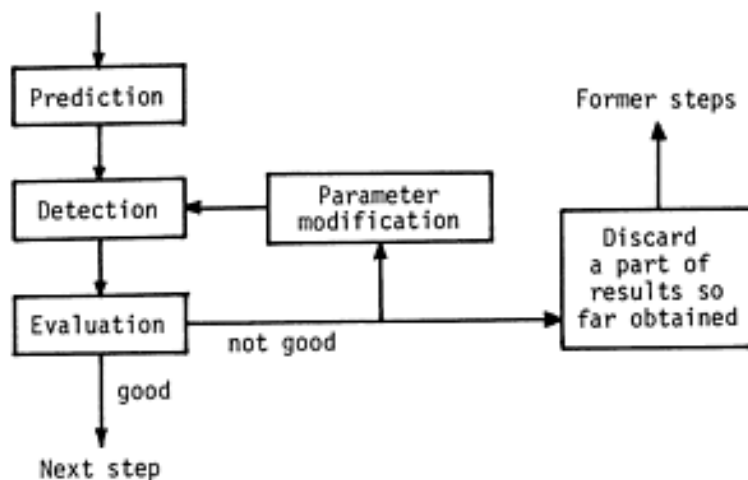 Prediction
Former steps
Detection
Parameter
modification
Discard
a part of
results so
far obtained
Evaluation
not good
good
Next step